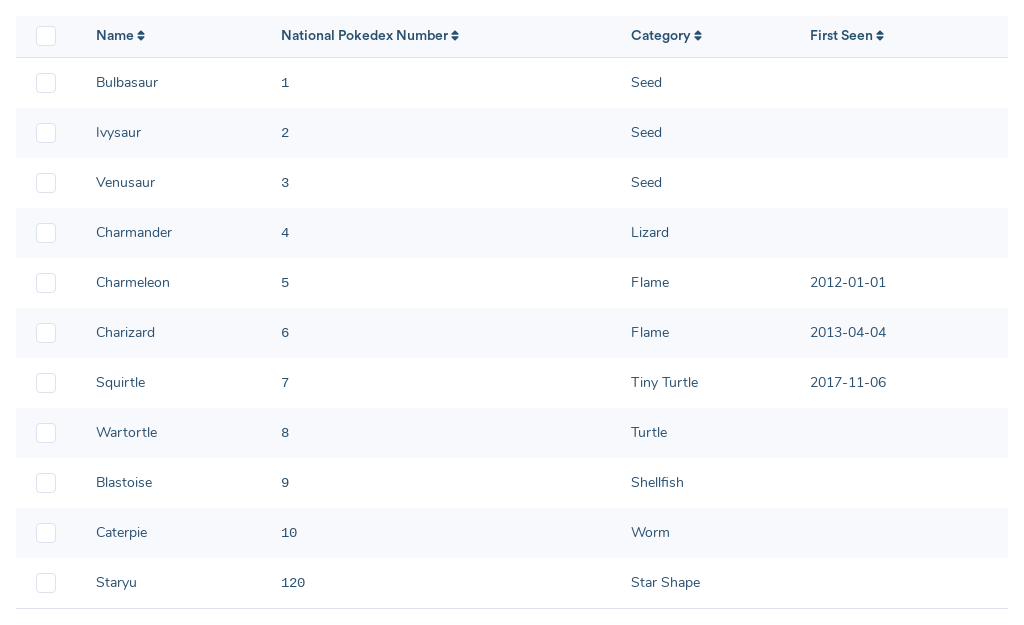 Name National Pokedex Number Category First Seen
Bulbasaur 1 Seed
Ivysaur 2 Seed
Venusaur 3 Seed
Charmander 4 Lizard
Charmeleon 5 Flame 2012-01-01
Charizard 6 Flame 2013-04-04
Squirtle 7 Tiny Turtle 2017-11-06
Wartortle 8 Turtle
Blastoise 9 Shellfish
Caterpie 10 Worm
Staryu 120 Star Shape